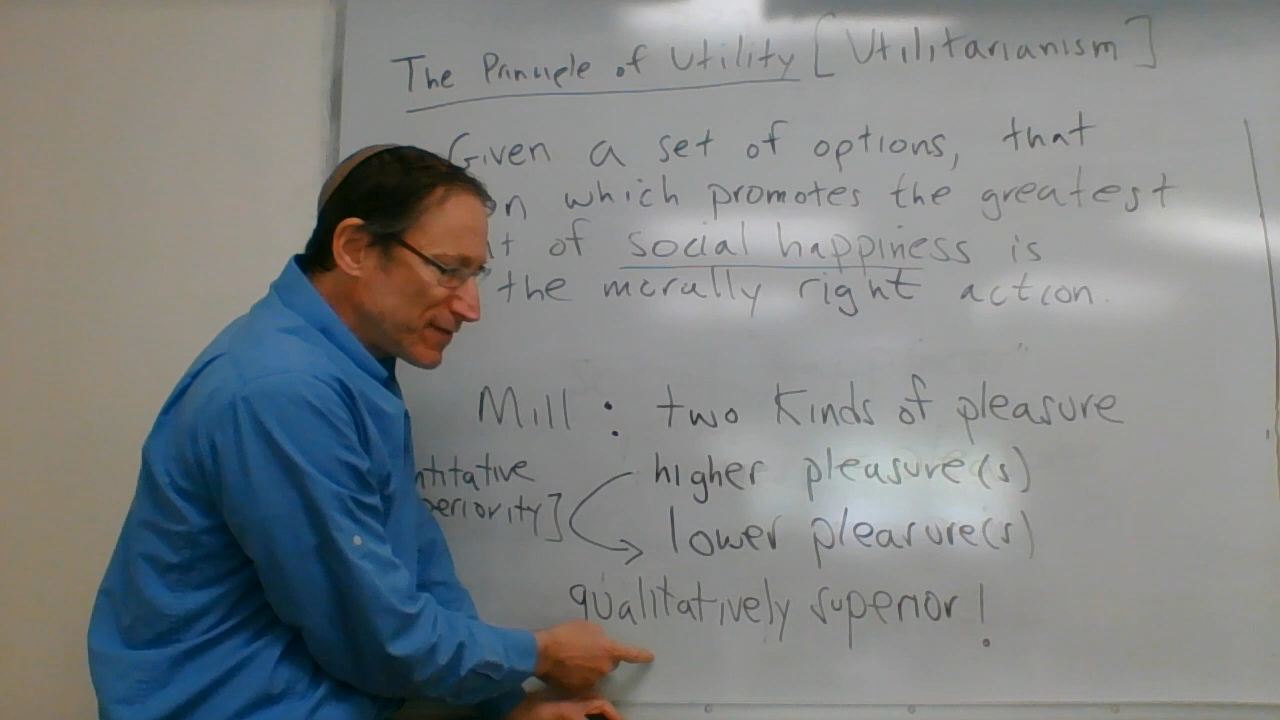 The Principle of Utility [Utilitarianism]
Given a set of options, that
which promotes the greatest
of social happiness is
the morally right action.
Mill: two kinds of pleasure
higher pleasure(s)
lower pleasure(s)
qualitatively superior!